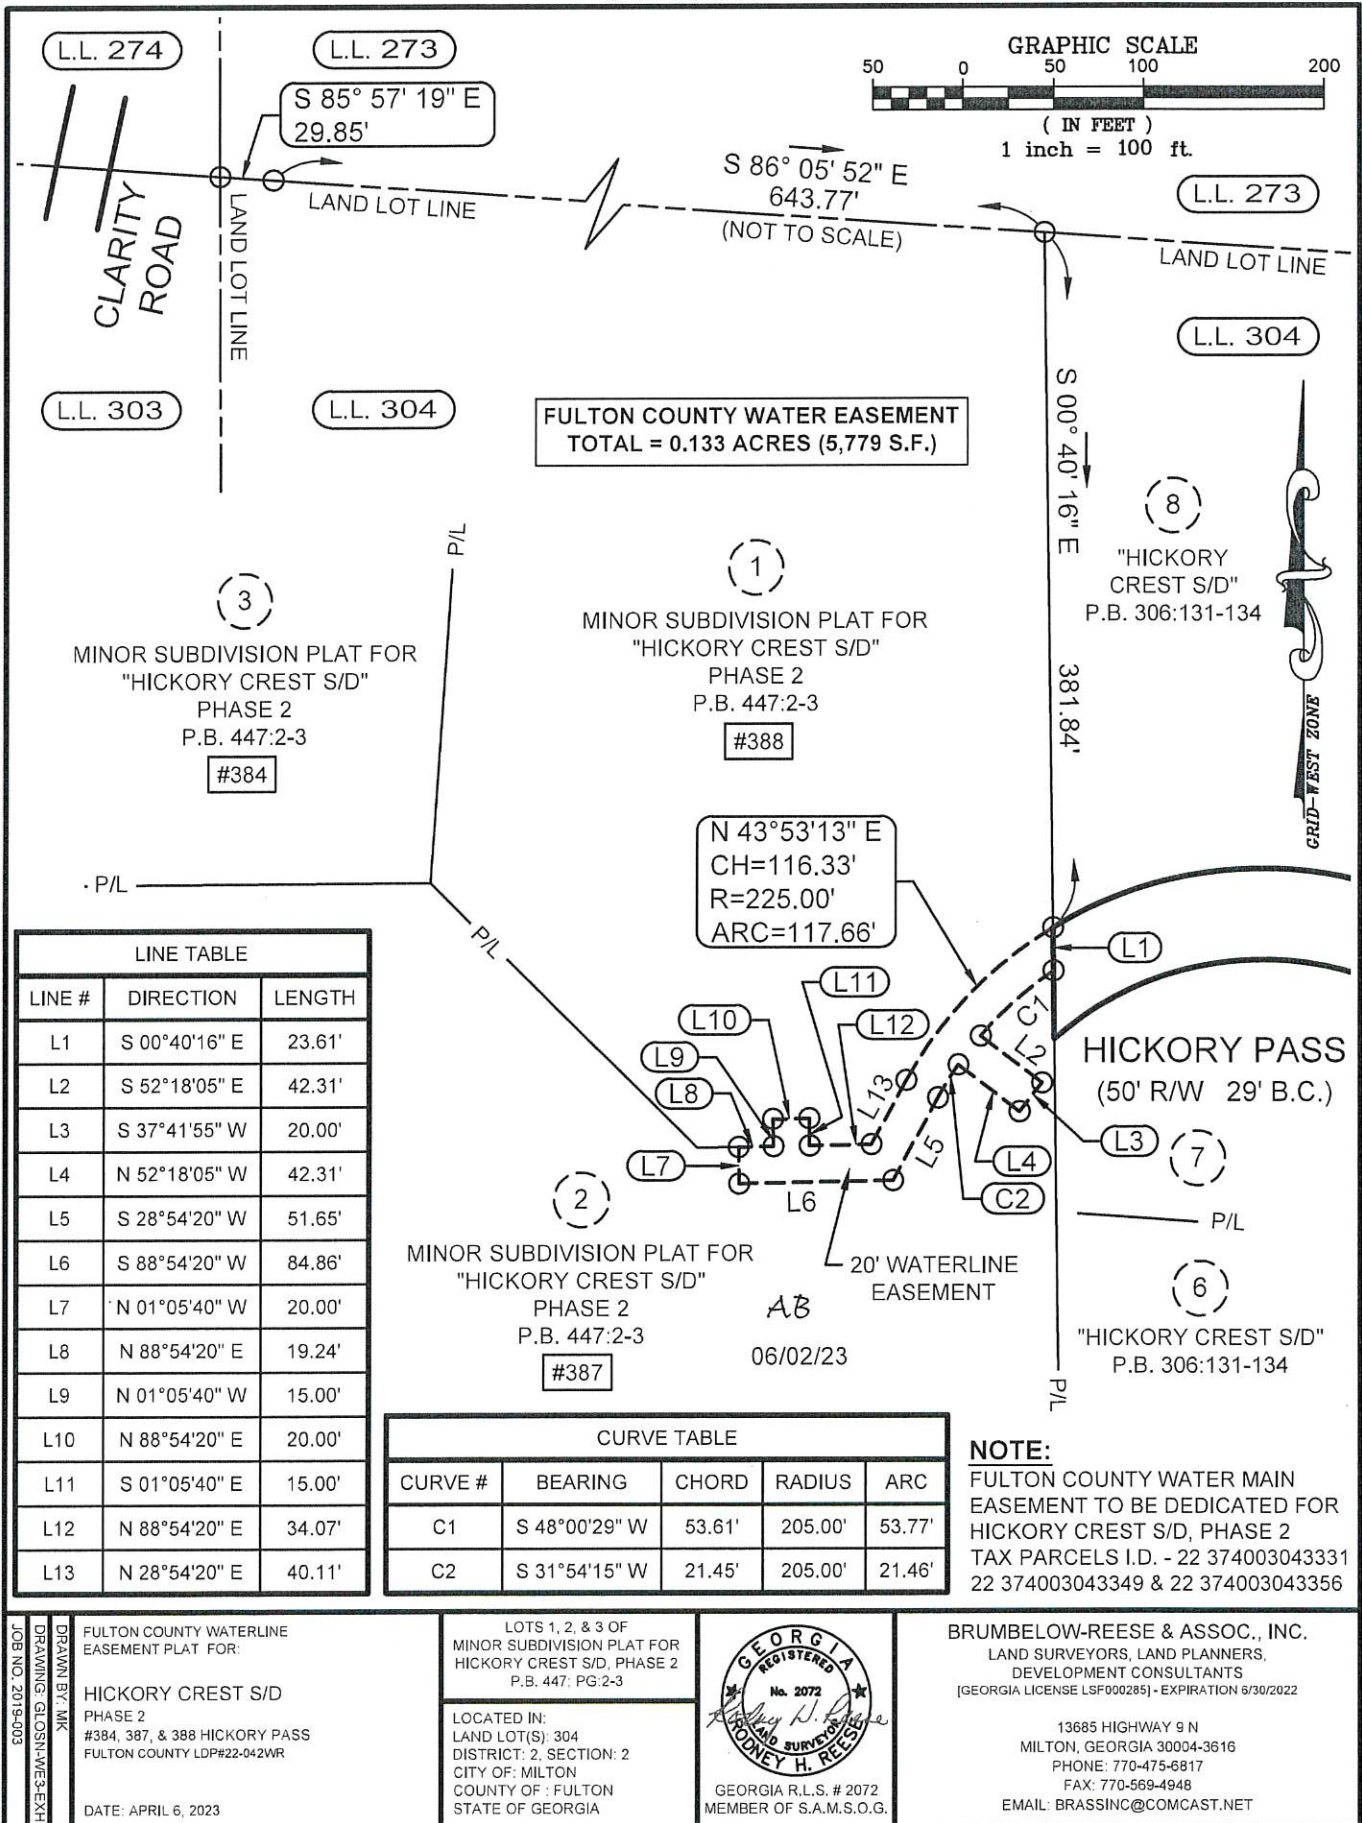 L.L. 274
L.L. 273
S 85° 57' 19" E
29.85'
GRAPHIC SCALE
50 0 50 100 200
( IN FEET )
1 inch = 100 ft.
S 86° 05' 52" E
643.77'
(NOT TO SCALE)
L.L. 273
LAND LOT LINE
LAND LOT LINE
LAND LOT LINE
CLARITY
ROAD
L.L. 304
L.L. 303
L.L. 304
FULTON COUNTY WATER EASEMENT
TOTAL = 0.133 ACRES (5,779 S.F.)
S 00° 40' 16" E
381.84'
8
"HICKORY
CREST S/D"
P.B. 306:131-134
GRID-WEST ZONE
P/L
3
MINOR SUBDIVISION PLAT FOR
"HICKORY CREST S/D"
PHASE 2
P.B. 447:2-3
#384
1
MINOR SUBDIVISION PLAT FOR
"HICKORY CREST S/D"
PHASE 2
P.B. 447:2-3
#388
N 43°53'13" E
CH=116.33'
R=225.00'
ARC=117.66'
P/L
P/L
L1
L11
L10
L12
C1
L9
L2
HICKORY PASS
(50' R/W 29' B.C.)
L8
L13
L3
L7
L5
L4
7
L6
C2
P/L
2
MINOR SUBDIVISION PLAT FOR
"HICKORY CREST S/D"
PHASE 2
P.B. 447:2-3
#387
20' WATERLINE
EASEMENT
AB
06/02/23
6
"HICKORY CREST S/D"
P.B. 306:131-134
P/L
LINE TABLE
LINE # DIRECTION LENGTH
L1 S 00°40'16" E 23.61'
L2 S 52°18'05" E 42.31'
L3 S 37°41'55" W 20.00'
L4 N 52°18'05" W 42.31'
L5 S 28°54'20" W 51.65'
L6 S 88°54'20" W 84.86'
L7 N 01°05'40" W 20.00'
L8 N 88°54'20" E 19.24'
L9 N 01°05'40" W 15.00'
L10 N 88°54'20" E 20.00'
L11 S 01°05'40" E 15.00'
L12 N 88°54'20" E 34.07'
L13 N 28°54'20" E 40.11'
CURVE TABLE
CURVE # BEARING CHORD RADIUS ARC
C1 S 48°00'29" W 53.61' 205.00' 53.77'
C2 S 31°54'15" W 21.45' 205.00' 21.46'
NOTE:
FULTON COUNTY WATER MAIN
EASEMENT TO BE DEDICATED FOR
HICKORY CREST S/D, PHASE 2
TAX PARCELS I.D. - 22 374003043331
22 374003043349 & 22 374003043356
JOB NO. 2019-003
DRAWING: GLOSN-WE3-EXH
DRAWN BY: MK
FULTON COUNTY WATERLINE
EASEMENT PLAT FOR:
HICKORY CREST S/D
PHASE 2
#384, 387, & 388 HICKORY PASS
FULTON COUNTY LDP#22-042WR
DATE: APRIL 6, 2023
LOTS 1, 2, & 3 OF
MINOR SUBDIVISION PLAT FOR
HICKORY CREST S/D, PHASE 2
P.B. 447; PG:2-3
LOCATED IN:
LAND LOT(S): 304
DISTRICT: 2, SECTION: 2
CITY OF: MILTON
COUNTY OF : FULTON
STATE OF GEORGIA
GEORGIA
REGISTERED
No. 2072
Rodney H. Reese
LAND SURVEYOR
RODNEY H. REESE
GEORGIA R.L.S. # 2072
MEMBER OF S.A.M.S.O.G.
BRUMBELOW-REESE & ASSOC., INC.
LAND SURVEYORS, LAND PLANNERS,
DEVELOPMENT CONSULTANTS
[GEORGIA LICENSE LSF000285] - EXPIRATION 6/30/2022
13685 HIGHWAY 9 N
MILTON, GEORGIA 30004-3616
PHONE: 770-475-6817
FAX: 770-569-4948
EMAIL: BRASSINC@COMCAST.NET